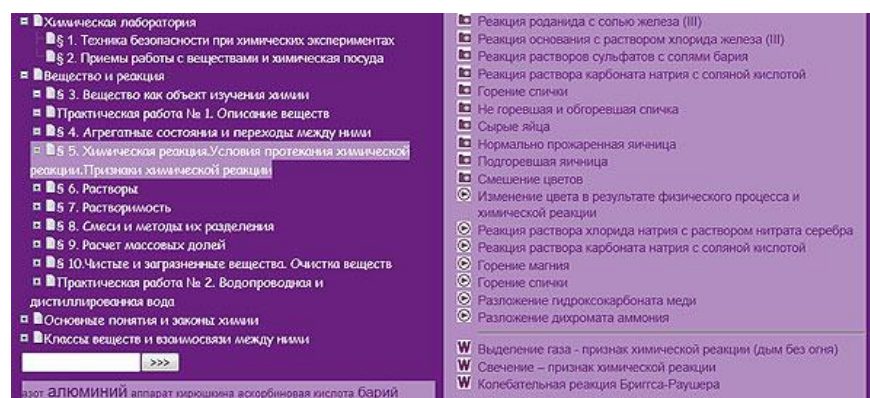 Химическая лаборатория
§ 1. Техника безопасности при химических экспериментах
§ 2. Приемы работы с веществами и химическая посуда
Вещество и реакция
§ 3. Вещество как объект изучения химии
Практическая работа № 1. Описание веществ
§ 4. Агрегатные состояния и переходы между ними
§ 5. Химическая реакция.Условия протекания химической
реакции.Признаки химической реакции
§ 6. Растворы
§ 7. Растворимость
§ 8. Смеси и методы их разделения
§ 9. Расчет массовых долей
§ 10.Чистые и загрязненные вещества. Очистка веществ
Практическая работа № 2. Водопроводная и
дистиллированная вода
Основные понятия и законы химии
Классы веществ и взаимосвязи между ними
>>>
азот алюминий аппарат кирюшкина аскорбиновая кислота барий
Реакция роданида с солью железа (III)
Реакция основания с раствором хлорида железа (III)
Реакция растворов сульфатов с солями бария
Реакция раствора карбоната натрия с соляной кислотой
Горение спички
Не горевшая и обгоревшая спичка
Сырые яйца
Нормально прожаренная яичница
Подгоревшая яичница
Смешение цветов
Изменение цвета в результате физического процесса и
химической реакции
Реакция раствора хлорида натрия с раствором нитрата серебра
Реакция раствора карбоната натрия с соляной кислотой
Горение магния
Горение спички
Разложение гидроксокарбоната меди
Разложение дихромата аммония
W Выделение газа - признак химической реакции (дым без огня)
W Свечение – признак химической реакции
W Колебательная реакция Бриггса-Раушера